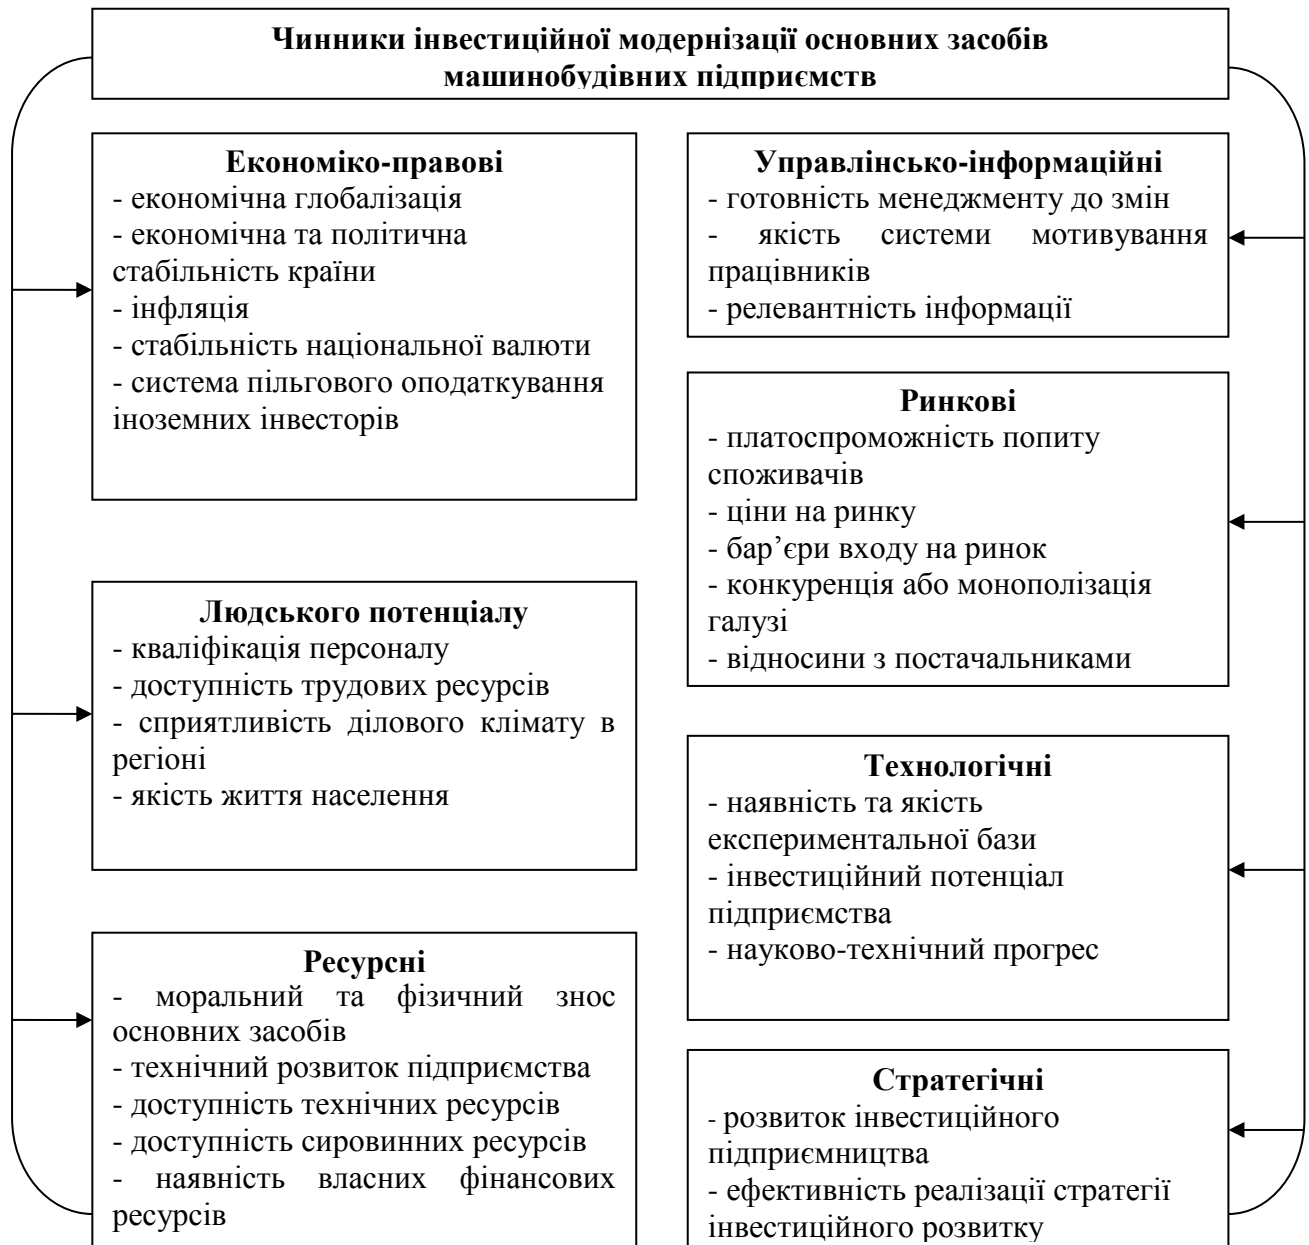 Чинники інвестиційної модернізації основних засобів
машинобудівних підприємств
Економіко-правові
- економічна глобалізація
- економічна та політична
стабільність країни
- інфляція
- стабільність національної валюти
- система пільгового оподаткування
іноземних інвесторів
Людського потенціалу
- кваліфікація персоналу
- доступність трудових ресурсів
- сприятливість ділового клімату в
регіоні
- якість життя населення
Ресурсні
- моральний та фізичний знос
основних засобів
- технічний розвиток підприємства
- доступність технічних ресурсів
- доступність сировинних ресурсів
- наявність власних фінансових
ресурсів
Управлінсько-інформаційні
- готовність менеджменту до змін
- якість системи мотивування
працівників
- релевантність інформації
Ринкові
- платоспроможність попиту
споживачів
- ціни на ринку
- бар’єри входу на ринок
- конкуренція або монополізація
галузі
- відносини з постачальниками
Технологічні
- наявність та якість
експериментальної бази
- інвестиційний потенціал
підприємства
- науково-технічний прогрес
Стратегічні
- розвиток інвестиційного
підприємництва
- ефективність реалізації стратегії
інвестиційного розвитку